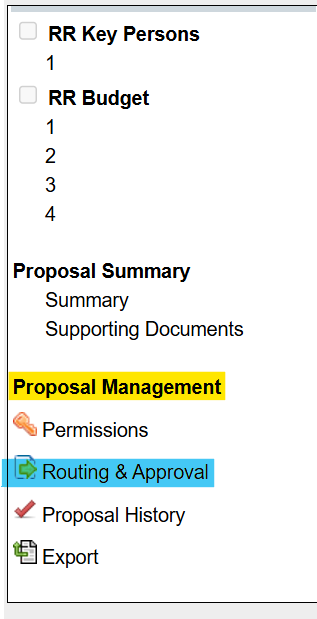 RR Key Persons
1
RR Budget
1
2
3
4
Proposal Summary
Summary
Supporting Documents
Proposal Management
Permissions
Routing & Approval
Proposal History
Export